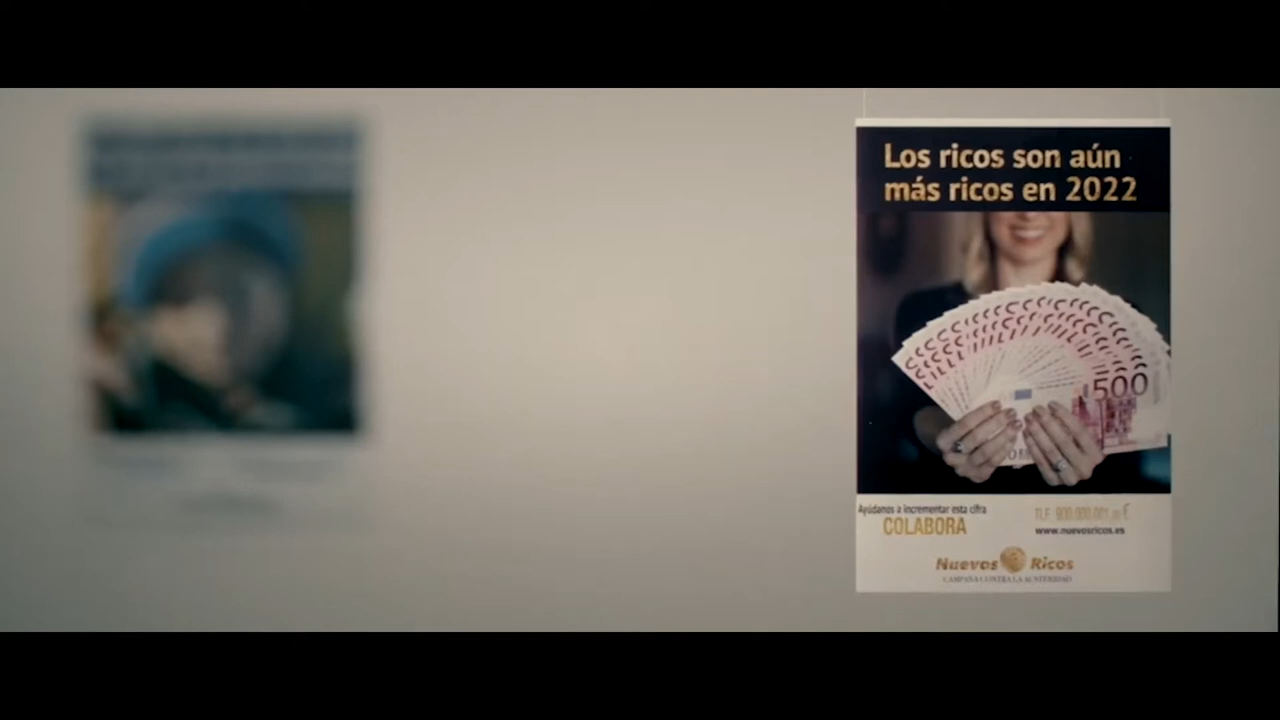 Los ricos son aún
más ricos en 2022
500
Ayúdanos a incrementar esta cifra
COLABORA
TLF. 900.000.001,00 €
www.nuevosricos.es
Nuevos Ricos
CAMPAÑA CONTRA LA AUSTERIDAD